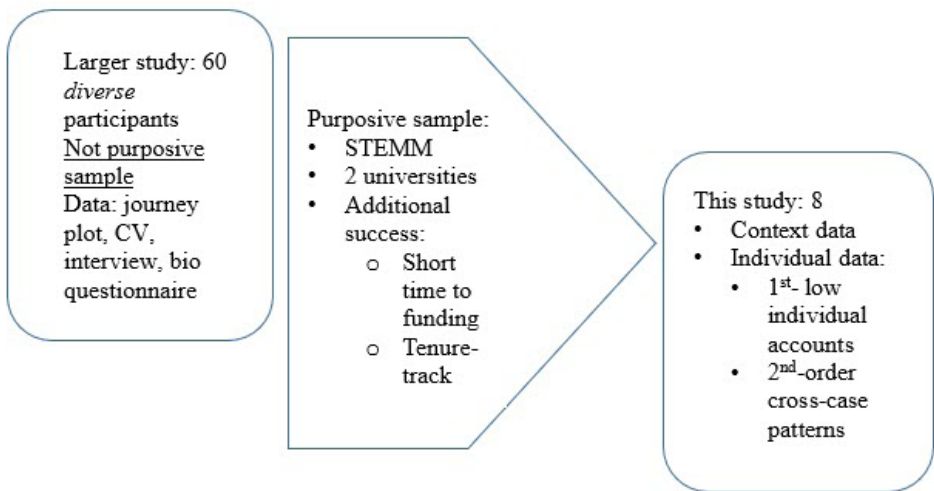 Larger study: 60
diverse
participants
Not purposive
sample
Data: journey
plot, CV,
interview, bio
questionnaire
Purposive sample:
• STEMM
• 2 universities
• Additional
success:
o Short
time to
funding
o Tenure-
track
This study: 8
• Context data
• Individual data:
• 1st- low
individual
accounts
• 2nd-order
cross-case
patterns